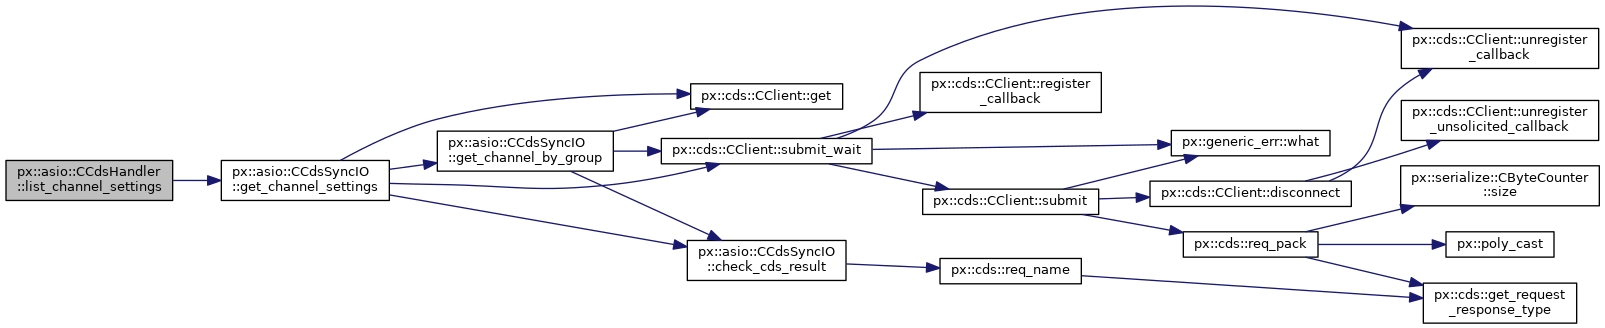 px::asio::CCdsHandler
::list_channel_settings
px::asio::CCdsSyncIO
::get_channel_settings
px::cds::CClient::get
px::asio::CCdsSyncIO
::get_channel_by_group
px::cds::CClient::submit_wait
px::asio::CCdsSyncIO
::check_cds_result
px::cds::CClient::register
_callback
px::cds::CClient::submit
px::cds::req_name
px::generic_err::what
px::cds::CClient::disconnect
px::cds::req_pack
px::cds::CClient::unregister
_callback
px::cds::CClient::unregister
_unsolicited_callback
px::serialize::CByteCounter
::size
px::poly_cast
px::cds::get_request
_response_type